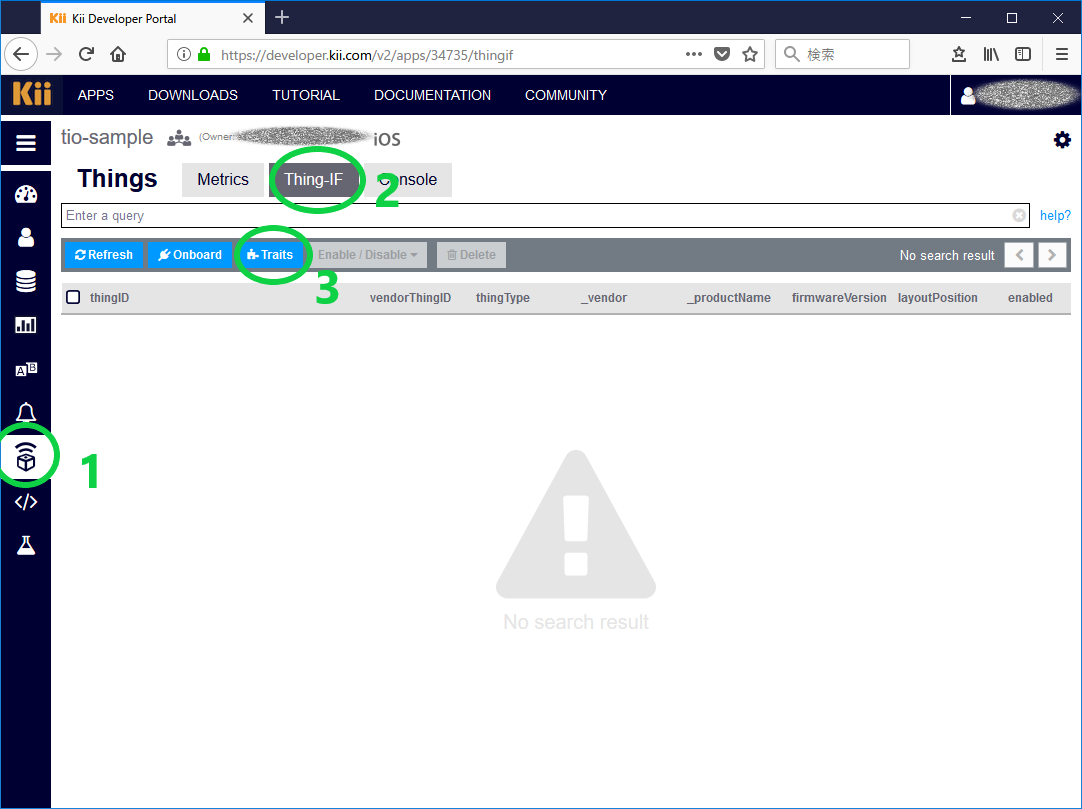 Kii Kii Developer Portal
https://developer.kii.com/v2/apps/34735/thingif
検索
Kii APPS DOWNLOADS TUTORIAL DOCUMENTATION COMMUNITY
tio-sample (Owner: iOS
Things Metrics Thing-IF Console
2
Enter a query help?
Refresh Onboard Traits Enable / Disable Delete No search result
3
thingID vendorThingID thingType _vendor _productName firmwareVersion layoutPosition enabled
A B
1
No search result